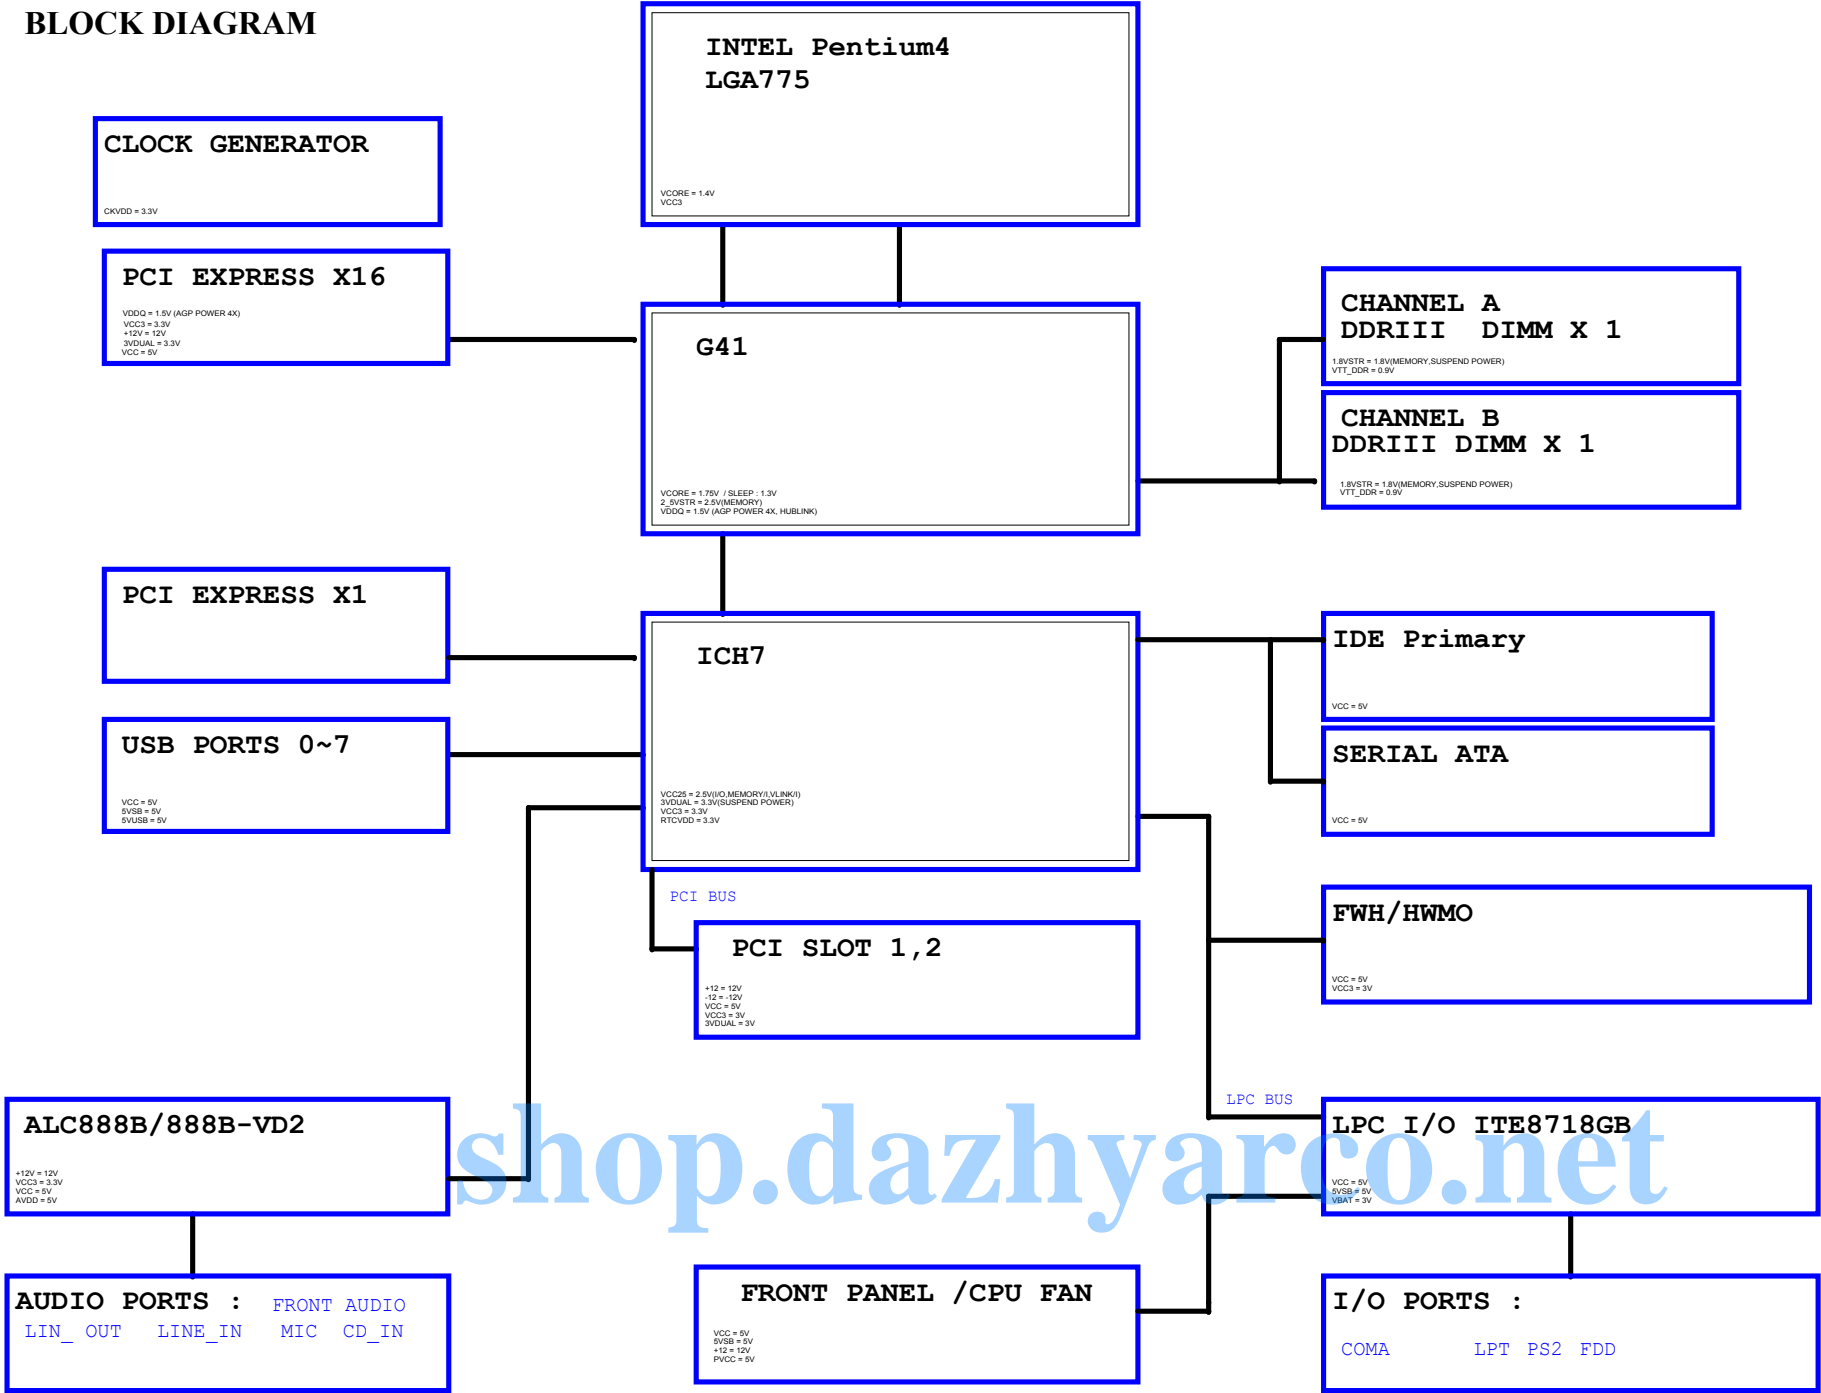 BLOCK DIAGRAM
INTEL Pentium4
LGA775
VCORE = 1.4V
VCC3
CLOCK GENERATOR
CKVDD = 3.3V
PCI EXPRESS X16
VDDQ = 1.5V (AGP POWER 4X)
VCC3 = 3.3V
+12V = 12V
3VDUAL = 3.3V
VCC = 5V
G41
VCORE = 1.75V / SLEEP : 1.3V
2_5VSTR = 2.5V(MEMORY)
VDDQ = 1.5V (AGP POWER 4X, HUBLINK)
CHANNEL A
DDRIII DIMM X 1
1.8VSTR = 1.8V(MEMORY,SUSPEND POWER)
VTT_DDR = 0.9V
CHANNEL B
DDRIII DIMM X 1
1.8VSTR = 1.8V(MEMORY,SUSPEND POWER)
VTT_DDR = 0.9V
PCI EXPRESS X1
ICH7
VCC25 = 2.5V(I/O,MEMORY/I,VLINK/I)
3VDUAL = 3.3V(SUSPEND POWER)
VCC3 = 3.3V
RTCVDD = 3.3V
IDE Primary
VCC = 5V
USB PORTS 0~7
VCC = 5V
5VSB = 5V
5VUSB = 5V
SERIAL ATA
VCC = 5V
PCI BUS
PCI SLOT 1,2
+12 = 12V
-12 = -12V
VCC = 5V
VCC3 = 3V
3VDUAL = 3V
FWH/HWMO
VCC = 5V
VCC3 = 3V
ALC888B/888B-VD2
+12V = 12V
VCC3 = 3.3V
VCC = 5V
AVDD = 5V
LPC BUS
LPC I/O ITE8718GB
VCC = 5V
5VSB = 5V
VBAT = 3V
shop.dazhyarco.net
AUDIO PORTS : FRONT AUDIO
LIN_ OUT LINE_IN MIC CD_IN
FRONT PANEL /CPU FAN
VCC = 5V
5VSB = 5V
+12 = 12V
PVCC = 5V
I/O PORTS :
COMA LPT PS2 FDD